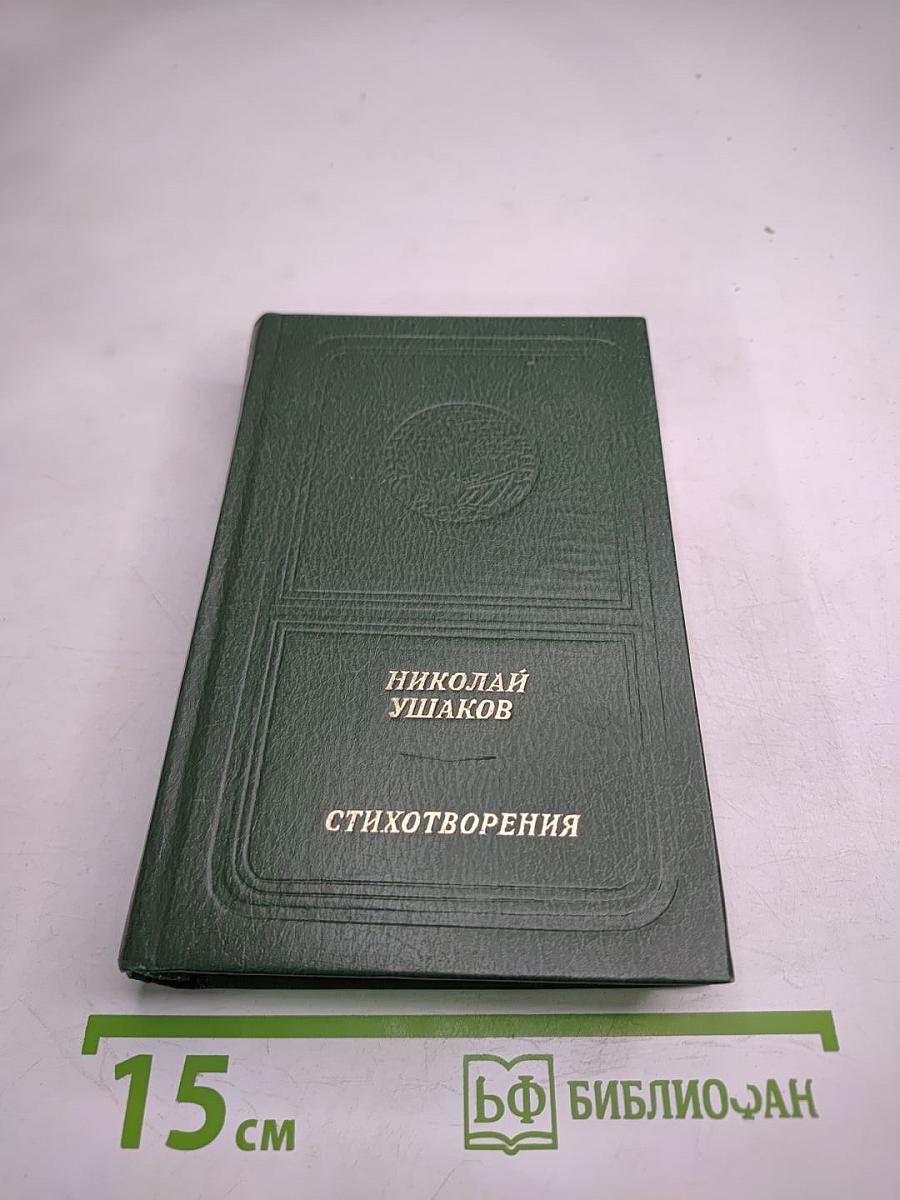 НИКОЛАЙ
УШАКОВ
СТИХОТВОРЕНИЯ
15 см
БФ БИБЛИОФАН